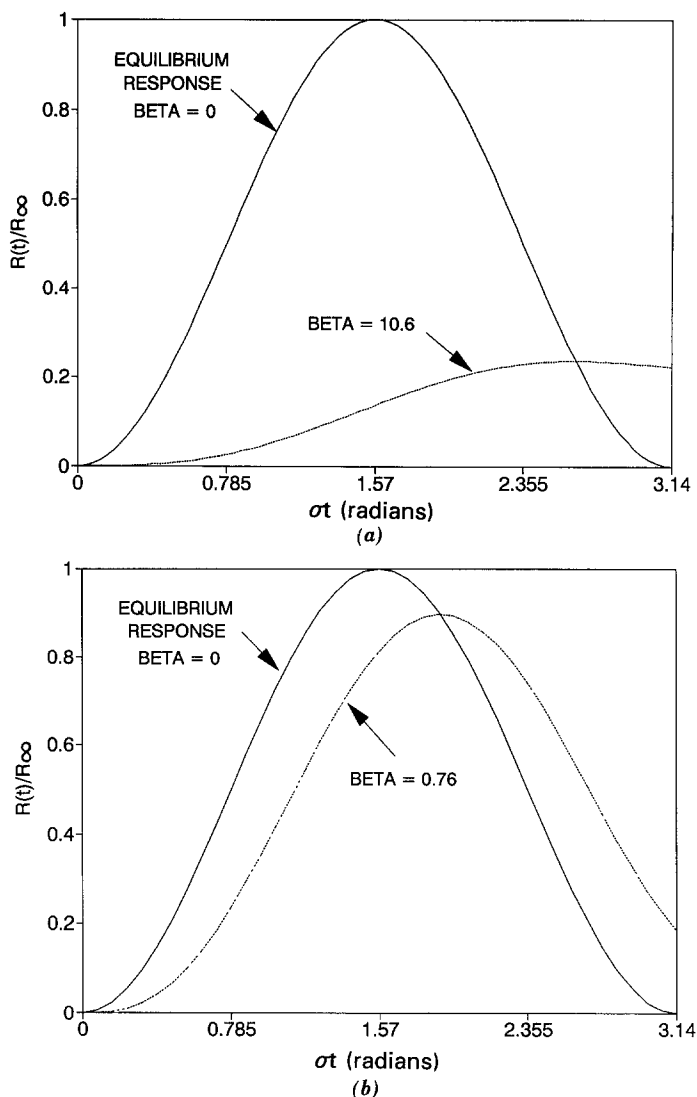 1
EQUILIBRIUM
RESPONSE
BETA = 0
0.8
0.6
R(t)/R∞
0.4
BETA = 10.6
0.2
0
0 0.785 1.57 2.355 3.14
σt (radians)
(a)
1
EQUILIBRIUM
RESPONSE
BETA = 0
0.8
0.6
R(t)/R∞
BETA = 0.76
0.4
0.2
0
0 0.785 1.57 2.355 3.14
σt (radians)
(b)